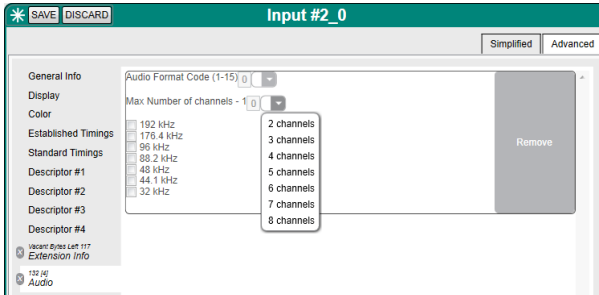 SAVE DISCARD Input #2_0
Simplified Advanced
General Info
Display
Color
Established Timings
Standard Timings
Descriptor #1
Descriptor #2
Descriptor #3
Descriptor #4
Vacant Bytes Left 117
Extension Info
132 [4]
Audio
Audio Format Code (1-15) 0
Max Number of channels - 1 0
192 kHz
176.4 kHz
96 kHz
88.2 kHz
48 kHz
44.1 kHz
32 kHz
2 channels
3 channels
4 channels
5 channels
6 channels
7 channels
8 channels
Remove